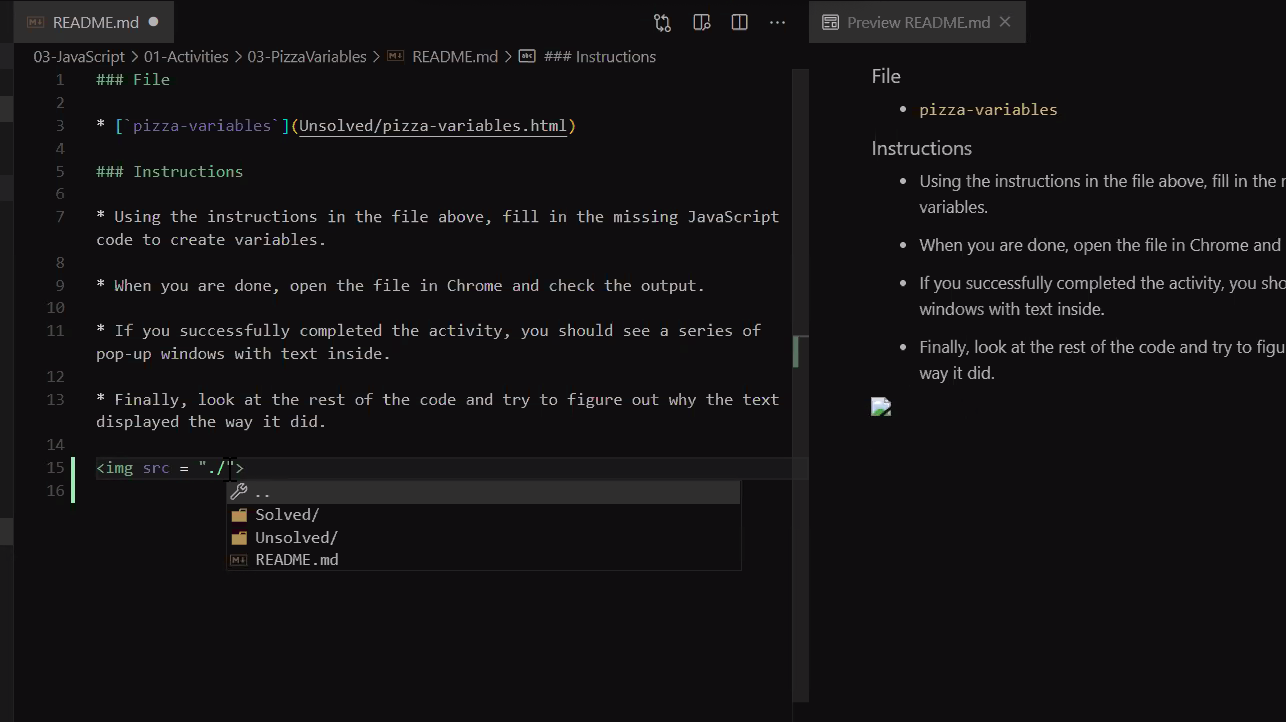 README.md
Preview README.md
03-JavaScript > 01-Activities > 03-PizzaVariables > README.md > ### Instructions
1 ### File
2
3 * [`pizza-variables`](Unsolved/pizza-variables.html)
4
5 ### Instructions
6
7 * Using the instructions in the file above, fill in the missing JavaScript
code to create variables.
8
9 * When you are done, open the file in Chrome and check the output.
10
11 * If you successfully completed the activity, you should see a series of
pop-up windows with text inside.
12
13 * Finally, look at the rest of the code and try to figure out why the text
displayed the way it did.
14
15 <img src = "./">
16
..
Solved/
Unsolved/
README.md
File
• pizza-variables
Instructions
• Using the instructions in the file above, fill in the
variables.
• When you are done, open the file in Chrome and
• If you successfully completed the activity, you sho
windows with text inside.
• Finally, look at the rest of the code and try to figu
way it did.